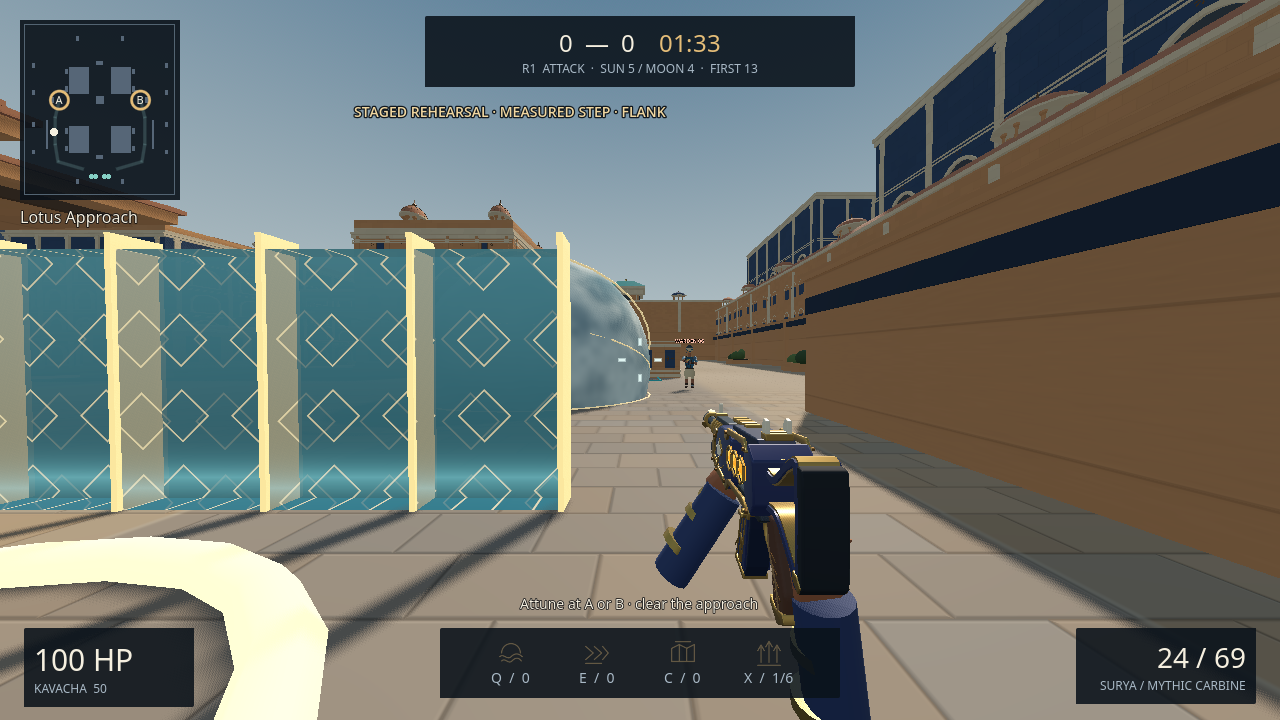 0 — 0 01:33
R1 ATTACK · SUN 5 / MOON 4 · FIRST 13
STAGED REHEARSAL · MEASURED STEP · FLANK
A
B
Lotus Approach
Attune at A or B · clear the approach
100 HP
KAVACHA 50
Q / 0
E / 0
C / 0
X / 1/6
24 / 69
SURYA / MYTHIC CARBINE